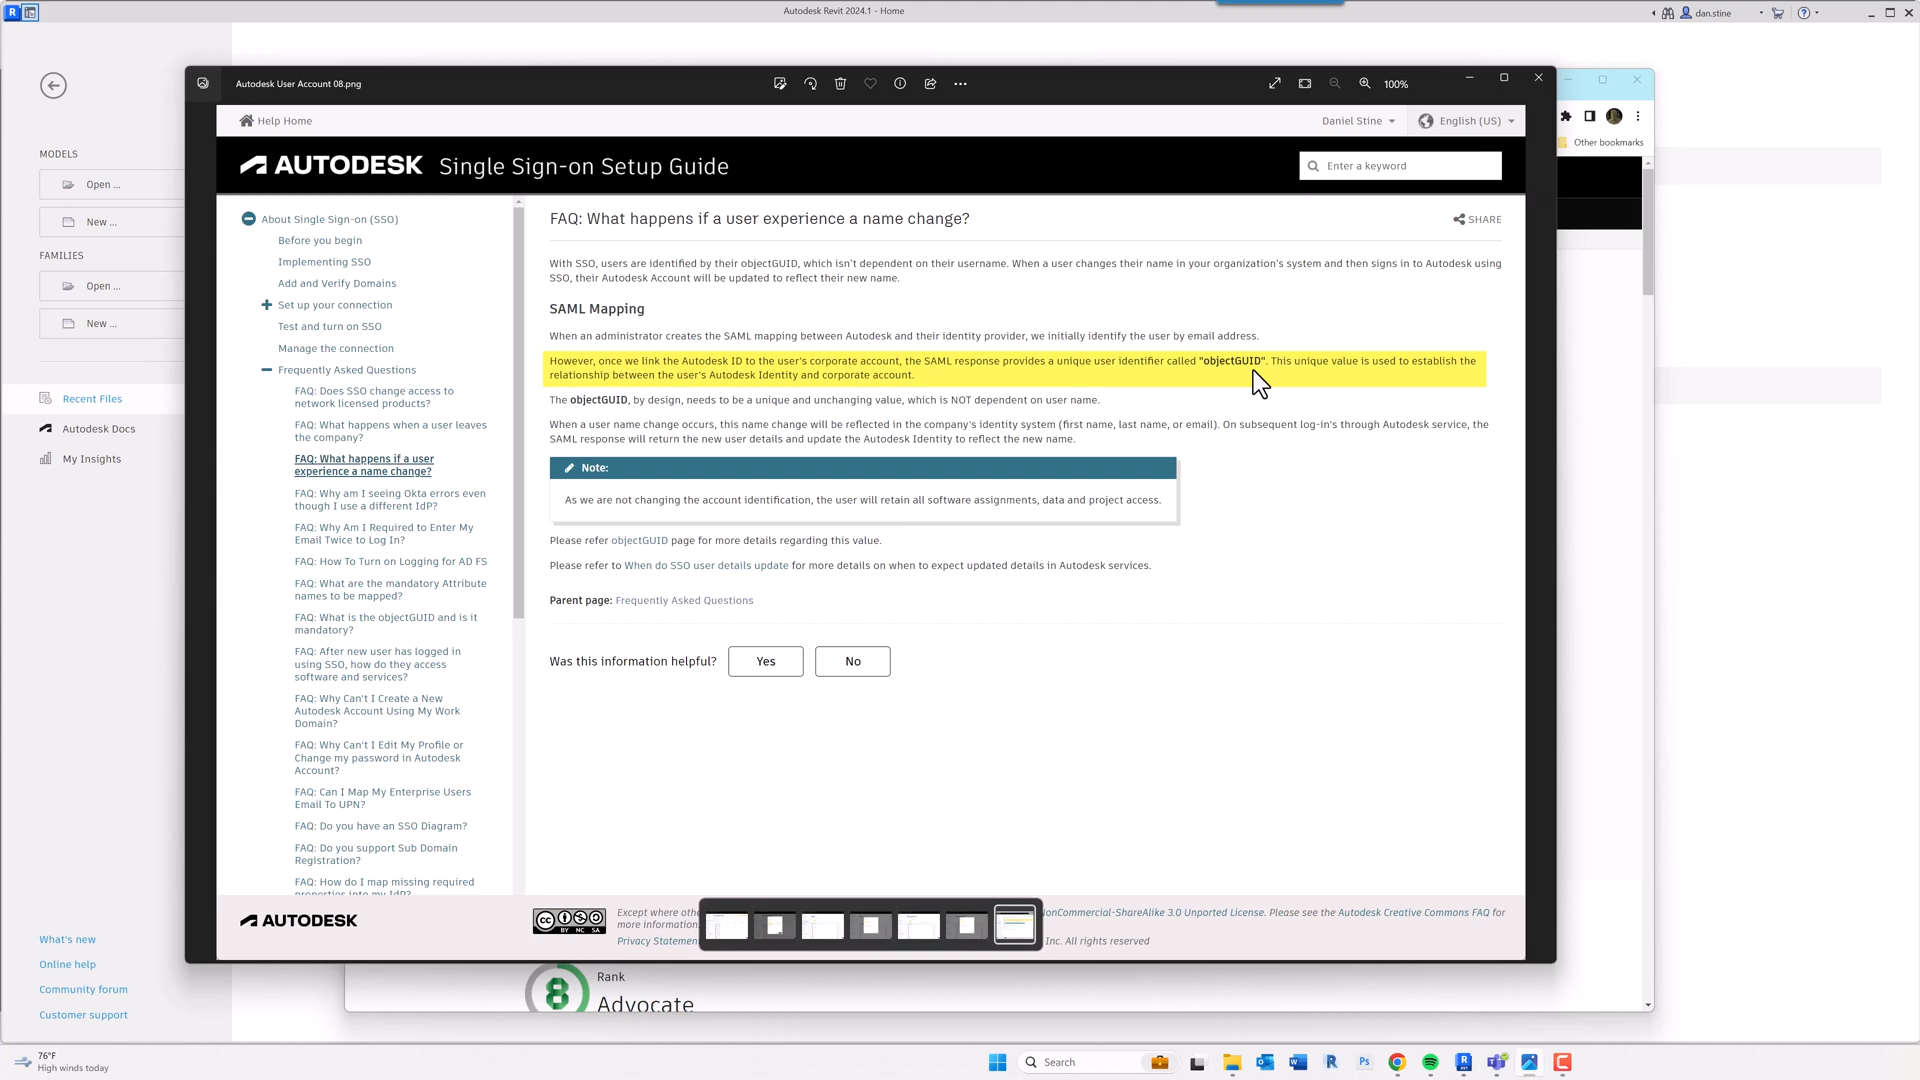 Autodesk Revit 2024.1 - Home
dan.stine
Autodesk User Account 08.png
100%
Help Home
Daniel Stine
English (US)
AUTODESK Single Sign-on Setup Guide
Enter a keyword
Other bookmarks
MODELS
Open ...
New ...
FAMILIES
Open ...
New ...
Recent Files
Autodesk Docs
My Insights
What's new
Online help
Community forum
Customer support
About Single Sign-on (SSO)
Before you begin
Implementing SSO
Add and Verify Domains
Set up your connection
Test and turn on SSO
Manage the connection
Frequently Asked Questions
FAQ: Does SSO change access to
network licensed products?
FAQ: What happens when a user leaves
the company?
FAQ: What happens if a user
experience a name change?
FAQ: Why am I seeing Okta errors even
though I use a different IdP?
FAQ: Why Am I Required to Enter My
Email Twice to Log In?
FAQ: How To Turn on Logging for AD FS
FAQ: What are the mandatory Attribute
names to be mapped?
FAQ: What is the objectGUID and is it
mandatory?
FAQ: After new user has logged in
using SSO, how do they access
software and services?
FAQ: Why Can't I Create a New
Autodesk Account Using My Work
Domain?
FAQ: Why Can't I Edit My Profile or
Change my password in Autodesk
Account?
FAQ: Can I Map My Enterprise Users
Email To UPN?
FAQ: Do you have an SSO Diagram?
FAQ: Do you support Sub Domain
Registration?
FAQ: How do I map missing required
properties into my IdP?
FAQ: What happens if a user experience a name change?
SHARE
With SSO, users are identified by their objectGUID, which isn't dependent on their username. When a user changes their name in your organization's system and then signs in to Autodesk using
SSO, their Autodesk Account will be updated to reflect their new name.
SAML Mapping
When an administrator creates the SAML mapping between Autodesk and their identity provider, we initially identify the user by email address.
However, once we link the Autodesk ID to the user's corporate account, the SAML response provides a unique user identifier called "objectGUID". This unique value is used to establish the
relationship between the user's Autodesk Identity and corporate account.
The objectGUID, by design, needs to be a unique and unchanging value, which is NOT dependent on user name.
When a user name change occurs, this name change will be reflected in the company's identity system (first name, last name, or email). On subsequent log-in's through Autodesk service, the
SAML response will return the new user details and update the Autodesk Identity to reflect the new name.
Note:
As we are not changing the account identification, the user will retain all software assignments, data and project access.
Please refer objectGUID page for more details regarding this value.
Please refer to When do SSO user details update for more details on when to expect updated details in Autodesk services.
Parent page: Frequently Asked Questions
Was this information helpful?
Yes
No
AUTODESK
CC BY NC SA
Except where othe
NonCommercial-ShareAlike 3.0 Unported License. Please see the Autodesk Creative Commons FAQ for
more information.
Privacy Statemen
Inc. All rights reserved
8
Rank
Advocate
76°F
High winds today
Search